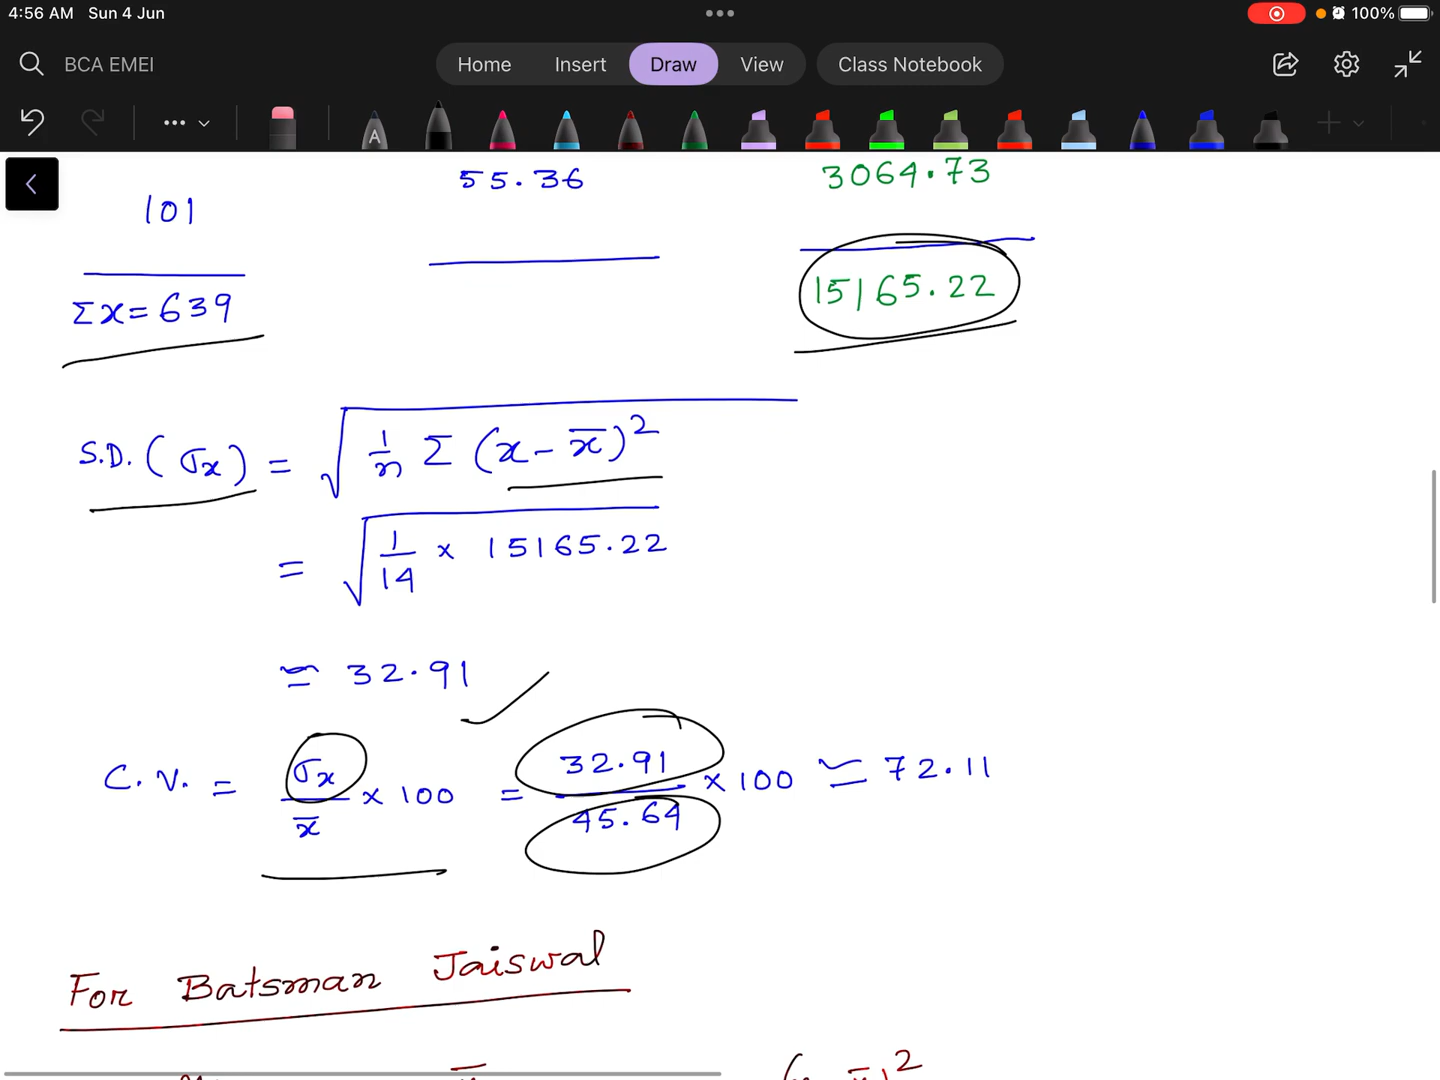 4:56 AM Sun 4 Jun
100%
BCA EMEI
Home Insert Draw View Class Notebook
A
55.36 3064.73
101
Σx = 639 15165.22
S.D. (σx) = √ 1/n Σ (x - x̄)²
= √ 1/14 × 15165.22
≃ 32.91
C.V. = σx/x̄ × 100 = 32.91/45.64 × 100 ≃ 72.11
For Batsman Jaiswal